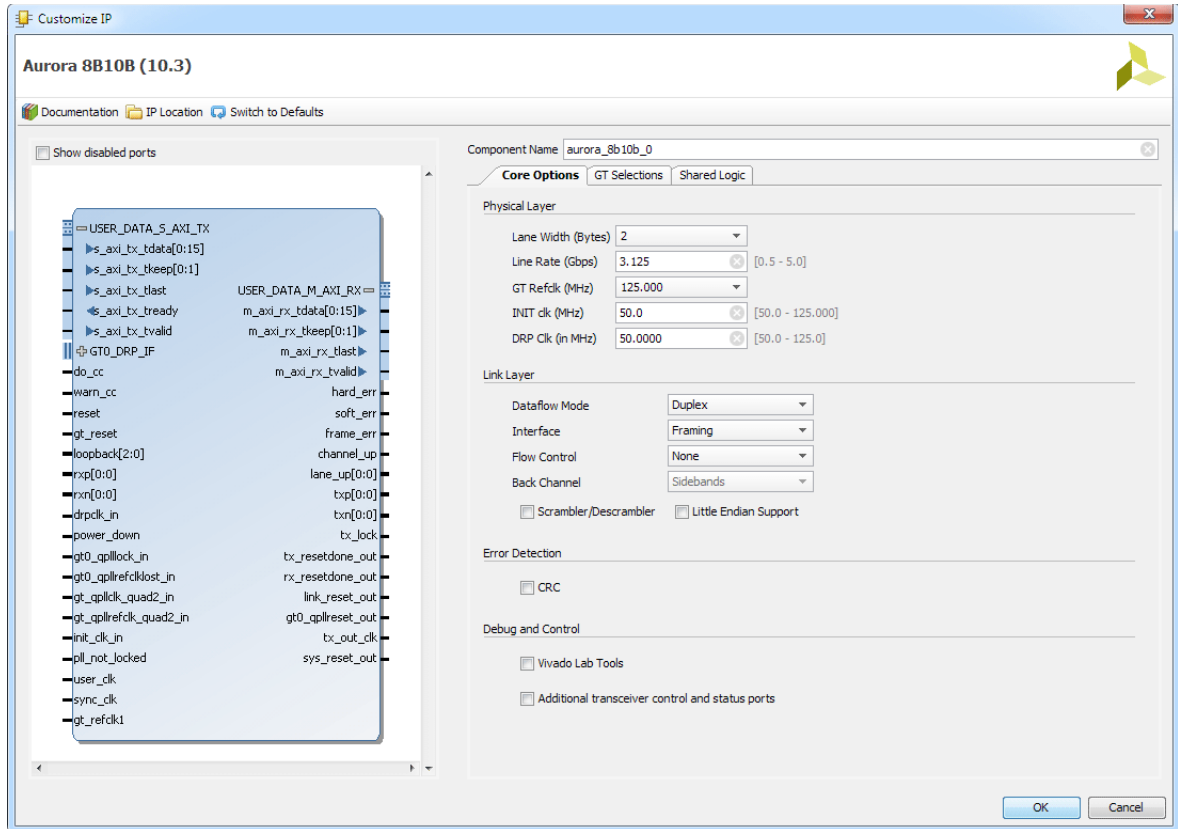 Customize IP
Aurora 8B10B (10.3)
Documentation IP Location Switch to Defaults
Show disabled ports
USER_DATA_S_AXI_TX
s_axi_tx_tdata[0:15]
s_axi_tx_tkeep[0:1]
s_axi_tx_tlast
s_axi_tx_tready
s_axi_tx_tvalid
GT0_DRP_IF
do_cc
warn_cc
reset
gt_reset
loopback[2:0]
rxp[0:0]
rxn[0:0]
drpclk_in
power_down
gt0_qplllock_in
gt0_qpllrefclklost_in
gt_qpllclk_quad2_in
gt_qpllrefclk_quad2_in
init_clk_in
pll_not_locked
user_clk
sync_clk
gt_refclk1
USER_DATA_M_AXI_RX
m_axi_rx_tdata[0:15]
m_axi_rx_tkeep[0:1]
m_axi_rx_tlast
m_axi_rx_tvalid
hard_err
soft_err
frame_err
channel_up
lane_up[0:0]
txp[0:0]
txn[0:0]
tx_lock
tx_resetdone_out
rx_resetdone_out
link_reset_out
gt0_qpllreset_out
tx_out_clk
sys_reset_out
Component Name aurora_8b10b_0
Core Options GT Selections Shared Logic
Physical Layer
Lane Width (Bytes) 2
Line Rate (Gbps) 3.125 [0.5 - 5.0]
GT Refclk (MHz) 125.000
INIT clk (MHz) 50.0 [50.0 - 125.000]
DRP Clk (in MHz) 50.0000 [50.0 - 125.0]
Link Layer
Dataflow Mode Duplex
Interface Framing
Flow Control None
Back Channel Sidebands
Scrambler/Descrambler Little Endian Support
Error Detection
CRC
Debug and Control
Vivado Lab Tools
Additional transceiver control and status ports
OK Cancel